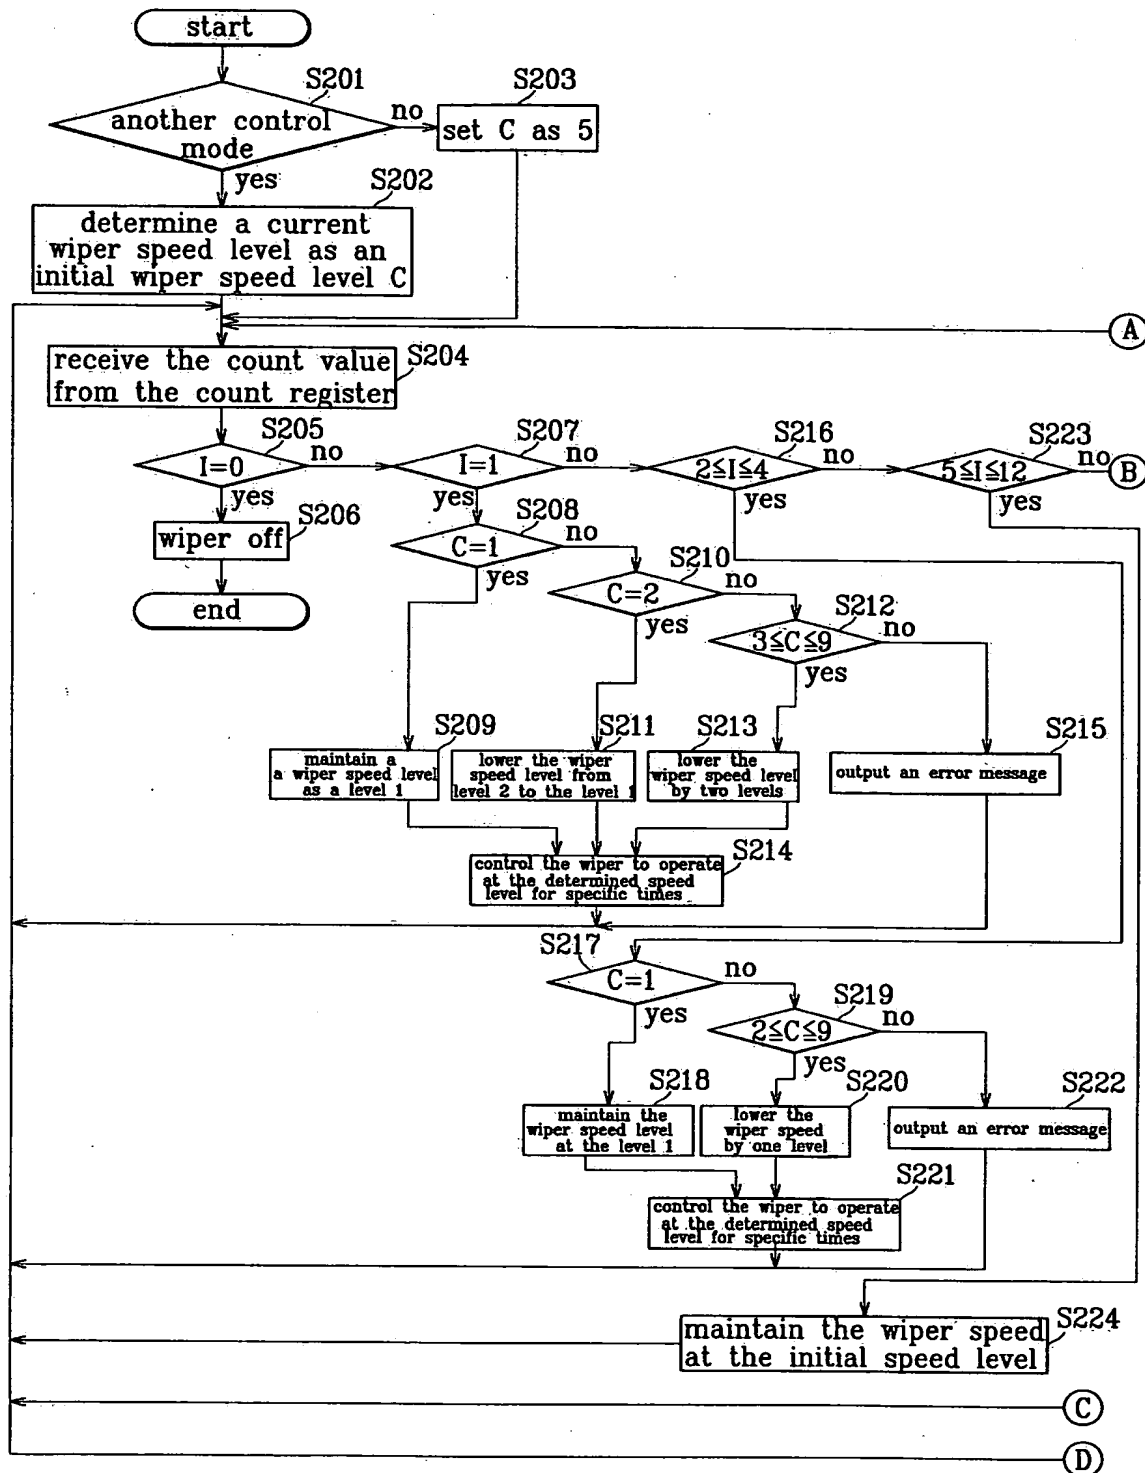 start
S201
another control
mode
no
yes
S203
set C as 5
S202
determine a current
wiper speed level as an
initial wiper speed level C
A
receive the count value
from the count register
S204
S205
I=0
no
yes
S207
I=1
no
yes
S216
2≦I≦4
no
yes
S223
5≦I≦12
no
yes
B
S206
wiper off
end
S208
C=1
no
yes
S210
C=2
no
yes
S212
3≦C≦9
no
yes
S209
maintain a
a wiper speed level
as a level 1
S211
lower the wiper
speed level from
level 2 to the level 1
S213
lower the
wiper speed level
by two levels
S215
output an error message
S214
control the wiper to operate
at the determined speed
level for specific times
S217
C=1
no
yes
S219
2≦C≦9
no
yes
S218
maintain the
wiper speed level
at the level 1
S220
lower the
wiper speed
by one level
S222
output an error message
S221
control the wiper to operate
at the determined speed
level for specific times
S224
maintain the wiper speed
at the initial speed level
C
D